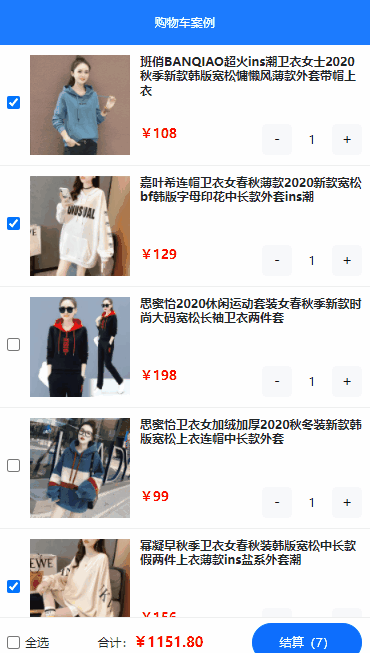 购物车案例
班俏BANQIAO超火ins潮卫衣女士2020
秋季新款韩版宽松慵懒风薄款外套带帽上
衣
￥108
- 1 +
嘉叶希连帽卫衣女春秋薄款2020新款宽松
bf韩版字母印花中长款外套ins潮
￥129
- 1 +
思蜜怡2020休闲运动套装女春秋季新款时
尚大码宽松长袖卫衣两件套
￥198
- 1 +
思蜜怡卫衣女加绒加厚2020秋冬装新款韩
版宽松上衣连帽中长款外套
￥99
- 1 +
幂凝早秋季卫衣女春秋装韩版宽松中长款
假两件上衣薄款ins盐系外套潮
￥156
全选 合计：￥1151.80 结算（7）